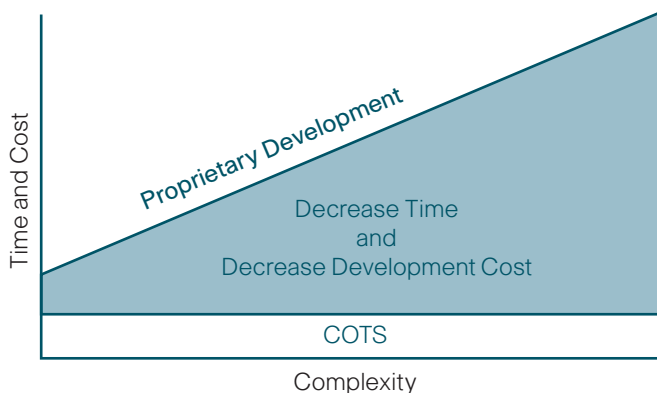 Time and Cost
Proprietary Development
Decrease Time
and
Decrease Development Cost
COTS
Complexity